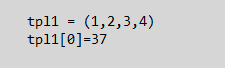 tpl1 = (1,2,3,4)
tpl1[0]=37